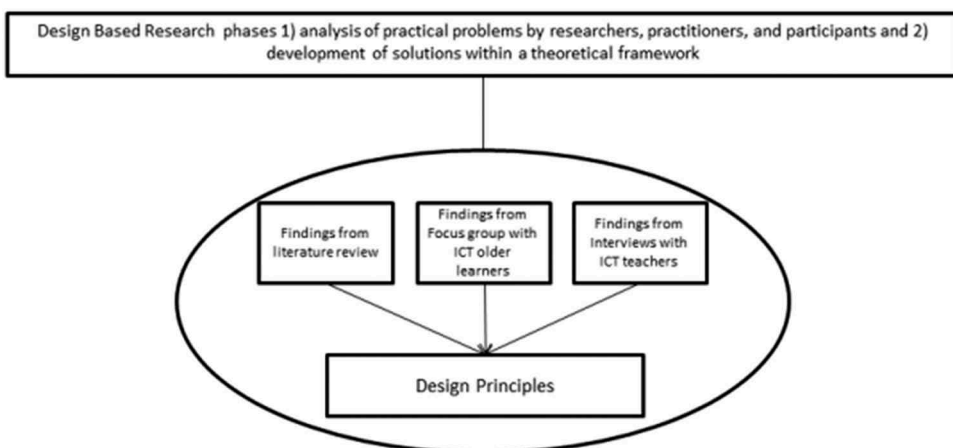 Design Based Research phases 1) analysis of practical problems by researchers, practitioners, and participants and 2)
development of solutions within a theoretical framework
Findings from
literature review
Findings from
Focus group with
ICT older
learners
Findings from
Interviews with
ICT teachers
Design Principles